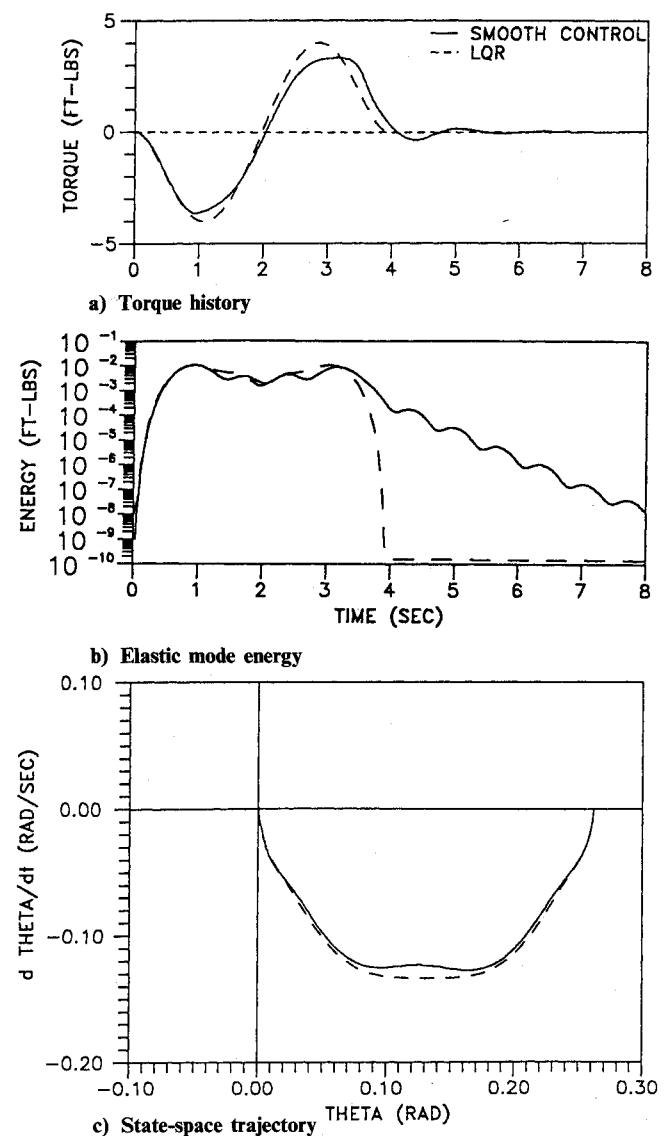 5
SMOOTH CONTROL
LQR
TORQUE (FT-LBS)
0
-5
0 1 2 3 4 5 6 7 8
a) Torque history
10 -1
10 -2
10 -3
10 -4
10 -5
10 -6
10 -7
10 -8
10 -9
10 -10
ENERGY (FT-LBS)
0 1 2 3 4 5 6 7 8
TIME (SEC)
b) Elastic mode energy
0.10
0.00
-0.10
-0.20
d THETA/dt (RAD/SEC)
-0.10 0.00 0.10 0.20 0.30
THETA (RAD)
c) State-space trajectory